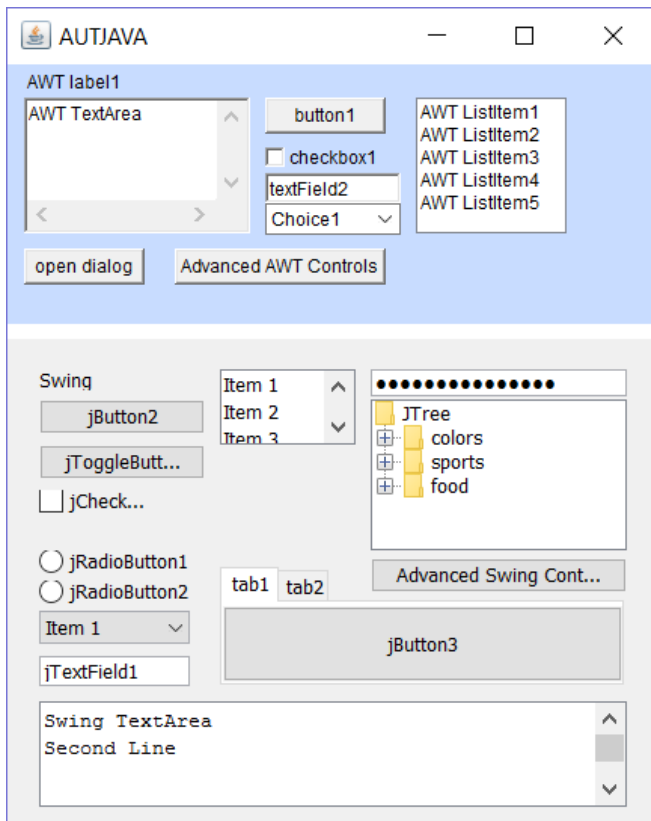 AUTJAVA
AWT label1
AWT TextArea
button1
checkbox1
textField2
Choice1
AWT ListItem1
AWT ListItem2
AWT ListItem3
AWT ListItem4
AWT ListItem5
open dialog
Advanced AWT Controls
Swing
jButton2
jToggleButt...
jCheck...
jRadioButton1
jRadioButton2
Item 1
jTextField1
Item 1
Item 2
Item 3
●●●●●●●●●●●●●●●
JTree
colors
sports
food
Advanced Swing Cont...
tab1
tab2
jButton3
Swing TextArea
Second Line